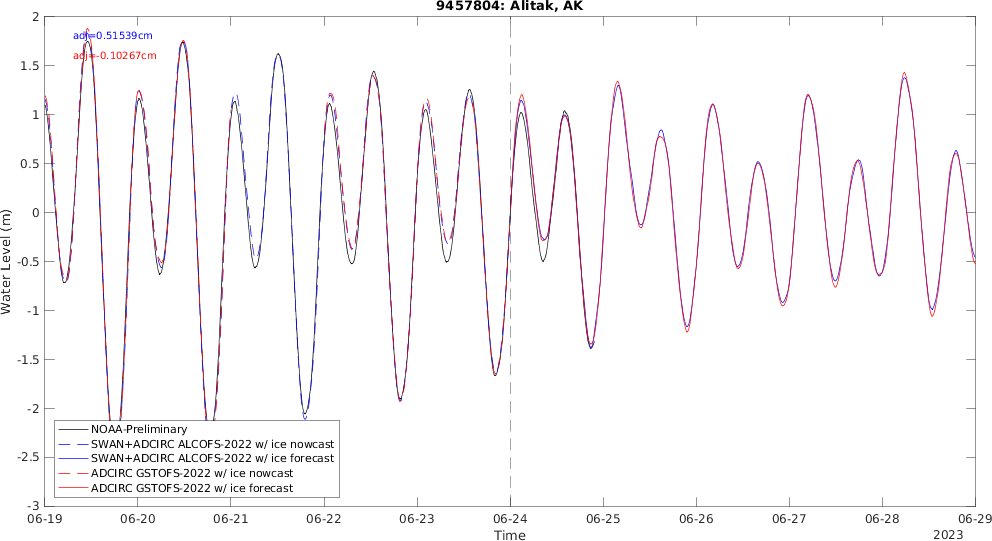 9457804: Alitak, AK
adj=0.51539cm
adj=-0.10267cm
Water Level (m)
2
1.5
1
0.5
0
-0.5
-1
-1.5
-2
-2.5
-3
NOAA-Preliminary
SWAN+ADCIRC ALCOFS-2022 w/ ice nowcast
SWAN+ADCIRC ALCOFS-2022 w/ ice forecast
ADCIRC GSTOFS-2022 w/ ice nowcast
ADCIRC GSTOFS-2022 w/ ice forecast
06-19 06-20 06-21 06-22 06-23 06-24 06-25 06-26 06-27 06-28 06-29
Time
2023